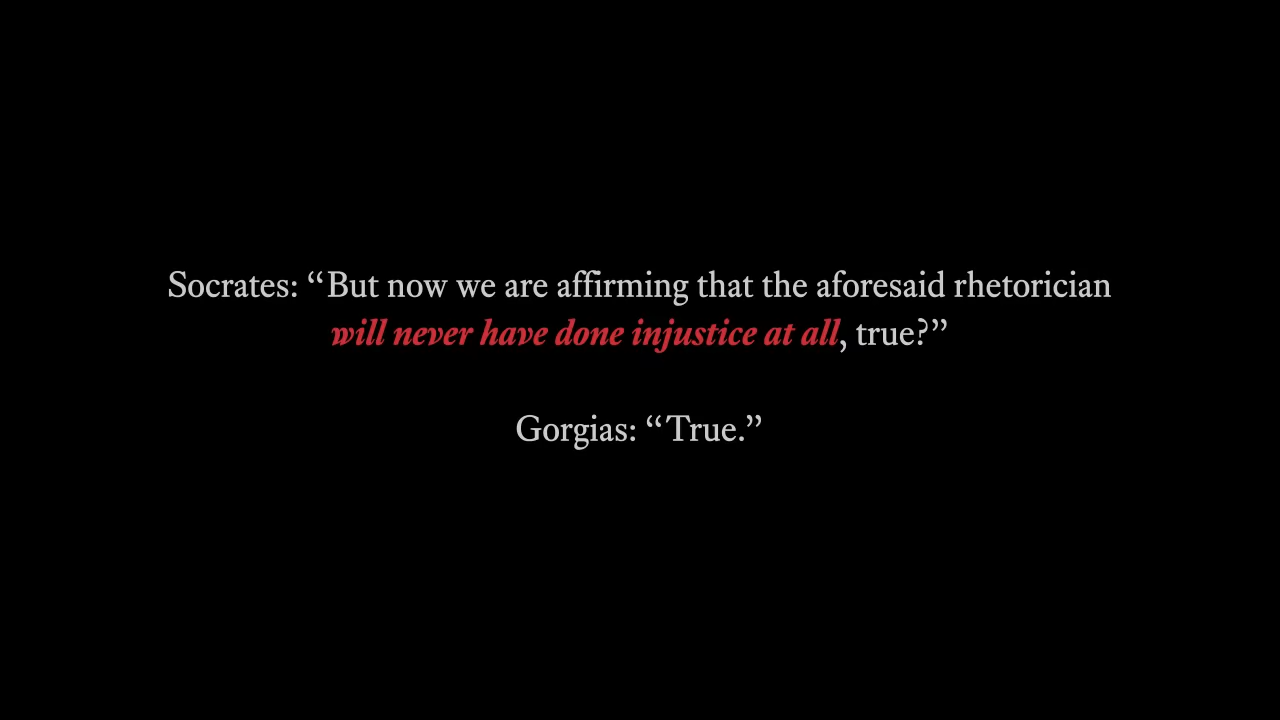 Socrates: “But now we are affirming that the aforesaid rhetorician
will never have done injustice at all, true?”
Gorgias: “True.”